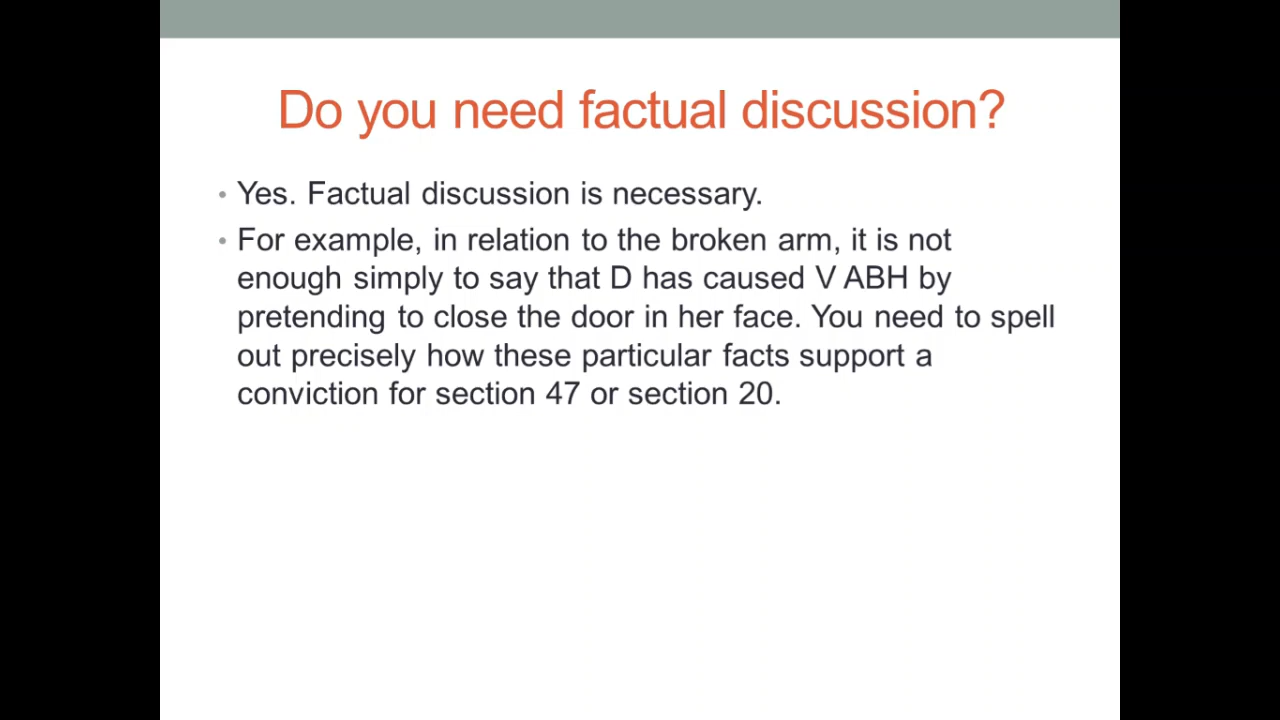 Do you need factual discussion?
• Yes. Factual discussion is necessary.
• For example, in relation to the broken arm, it is not
enough simply to say that D has caused V ABH by
pretending to close the door in her face. You need to spell
out precisely how these particular facts support a
conviction for section 47 or section 20.